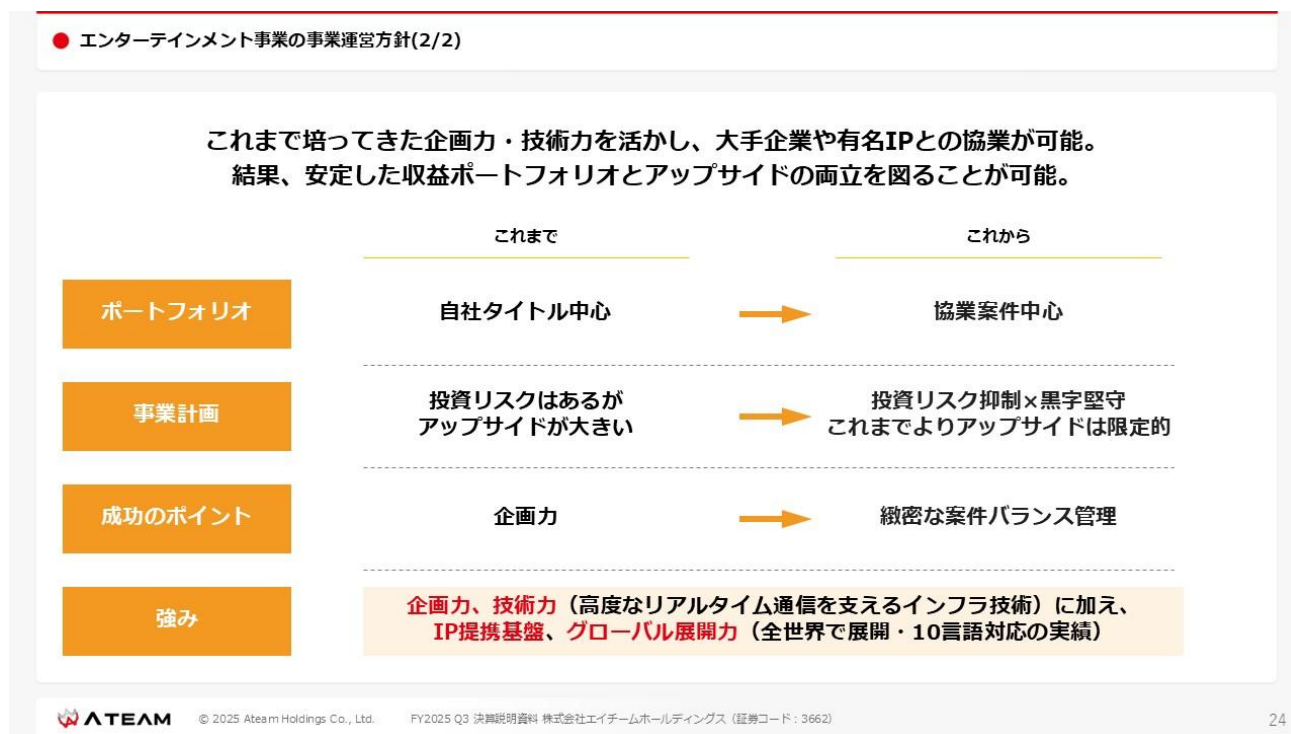 エンターテインメント事業の事業運営方針(2/2)
これまで培ってきた企画力・技術力を活かし、大手企業や有名IPとの協業が可能。
結果、安定した収益ポートフォリオとアップサイドの両立を図ることが可能。
これまで
これから
ポートフォリオ
自社タイトル中心
協業案件中心
事業計画
投資リスクはあるが
アップサイドが大きい
投資リスク抑制×黒字堅守
これまでよりアップサイドは限定的
成功のポイント
企画力
緻密な案件バランス管理
強み
企画力、技術力（高度なリアルタイム通信を支えるインフラ技術）に加え、
IP提携基盤、グローバル展開力（全世界で展開・10言語対応の実績）
ATEAM
© 2025 Ateam Holdings Co., Ltd.
FY2025 Q3 決算説明資料 株式会社エイチームホールディングス（証券コード：3662）
24